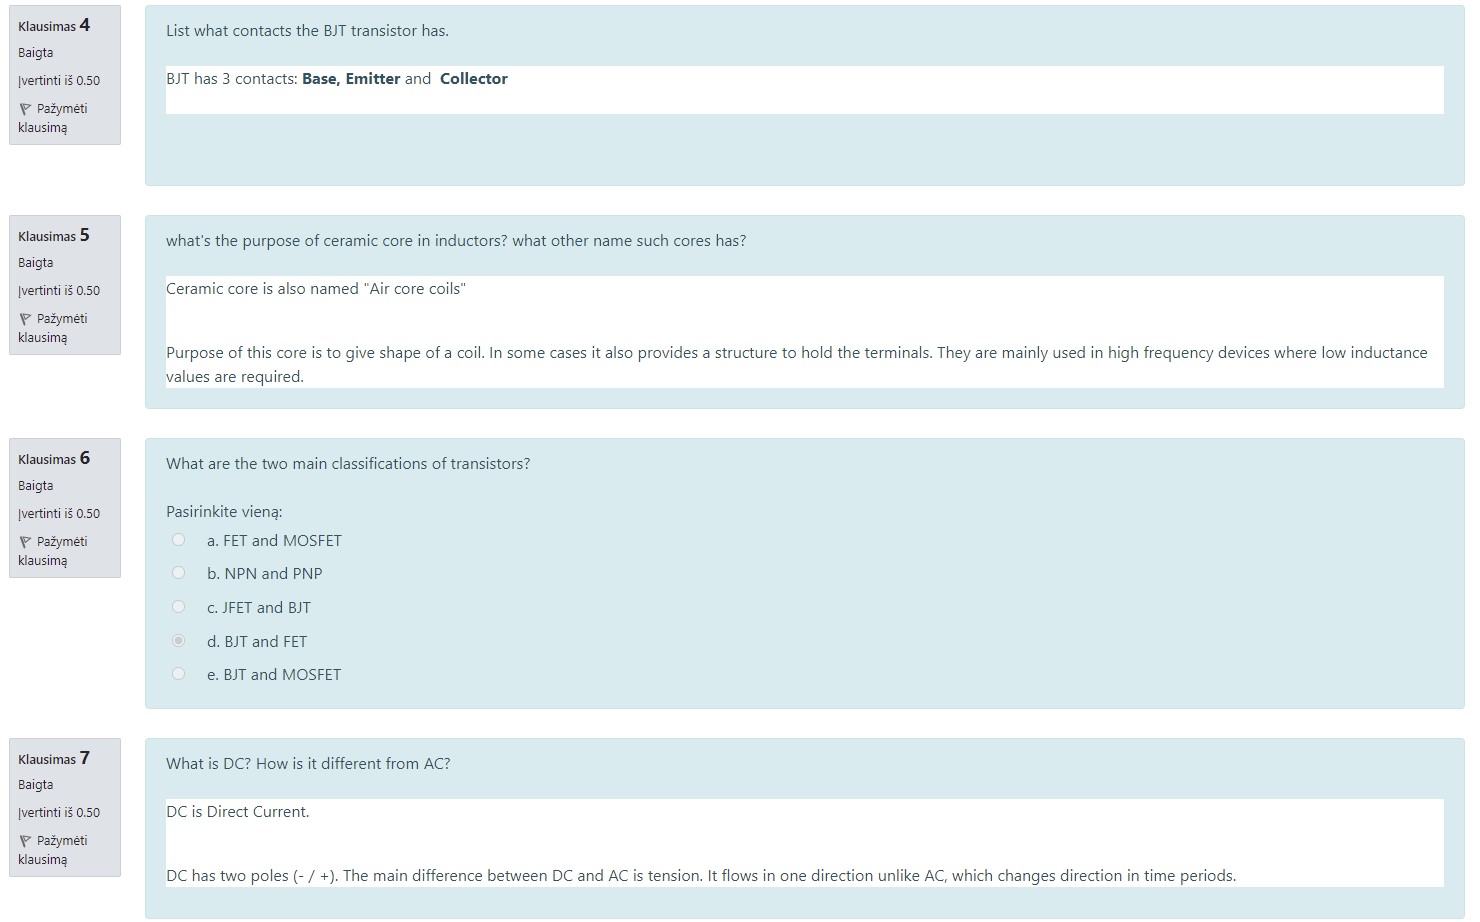 Klausimas 4
Baigta
Įvertinti iš 0.50
Pažymėti
klausimą
List what contacts the BJT transistor has.
BJT has 3 contacts: Base, Emitter and Collector
Klausimas 5
Baigta
Įvertinti iš 0.50
Pažymėti
klausimą
what's the purpose of ceramic core in inductors? what other name such cores has?
Ceramic core is also named "Air core coils"
Purpose of this core is to give shape of a coil. In some cases it also provides a structure to hold the terminals. They are mainly used in high frequency devices where low inductance
values are required.
Klausimas 6
Baigta
Įvertinti iš 0.50
Pažymėti
klausimą
What are the two main classifications of transistors?
Pasirinkite vieną:
a. FET and MOSFET
b. NPN and PNP
c. JFET and BJT
d. BJT and FET
e. BJT and MOSFET
Klausimas 7
Baigta
Įvertinti iš 0.50
Pažymėti
klausimą
What is DC? How is it different from AC?
DC is Direct Current.
DC has two poles (- / +). The main difference between DC and AC is tension. It flows in one direction unlike AC, which changes direction in time periods.